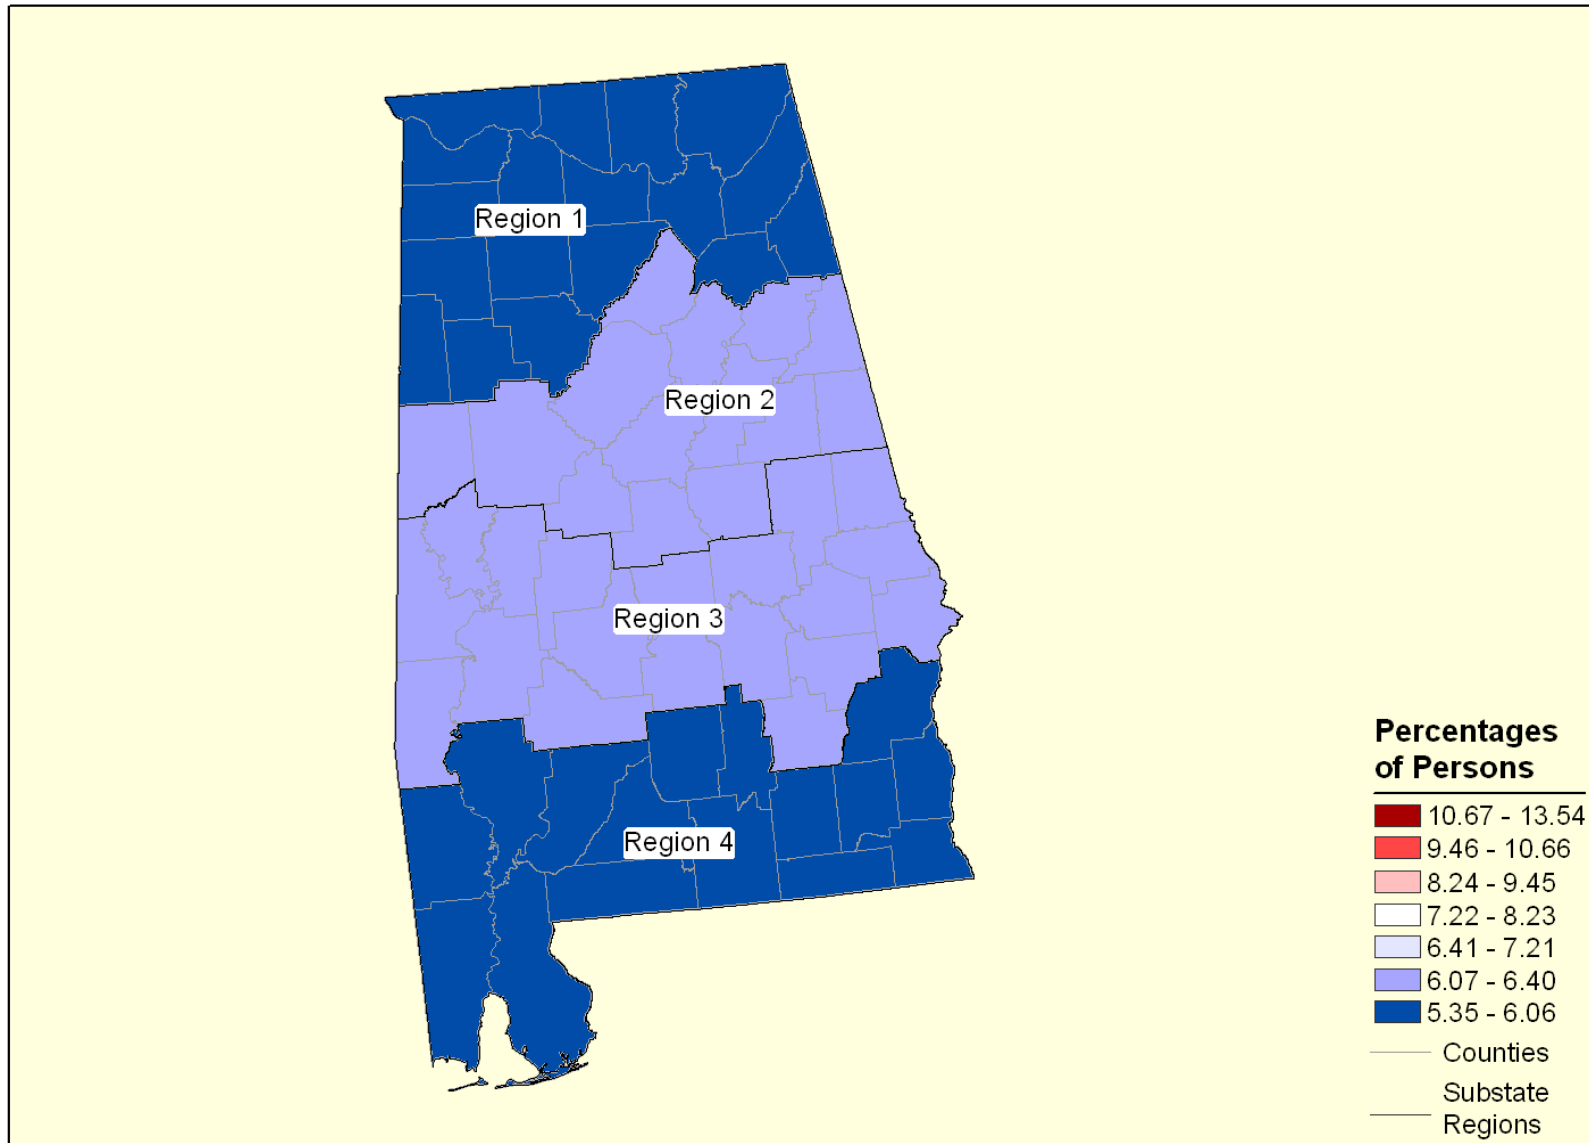 Region 1
Region 2
Region 3
Region 4
Percentages
of Persons
10.67 - 13.54
9.46 - 10.66
8.24 - 9.45
7.22 - 8.23
6.41 - 7.21
6.07 - 6.40
5.35 - 6.06
Counties
Substate
Regions